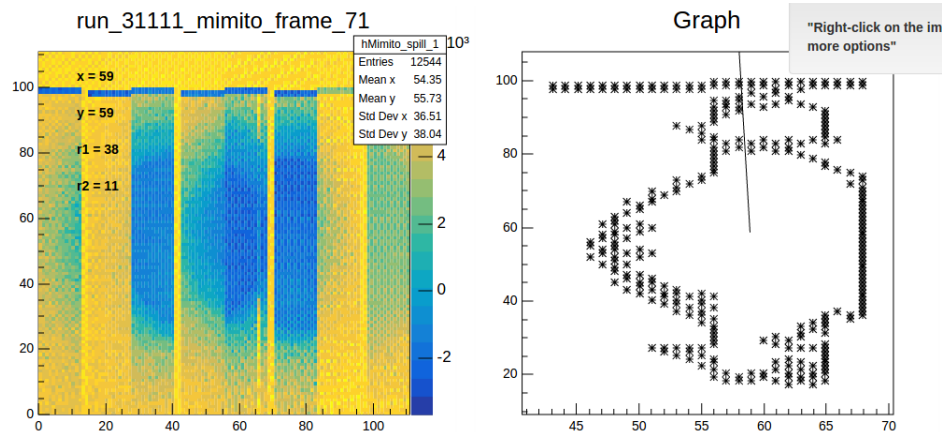 run_31111_mimito_frame_71
hMimito_spill_1
Entries 12544
Mean x 54.35
Mean y 55.73
Std Dev x 36.51
Std Dev y 38.04
10³
x = 59
y = 59
r1 = 38
r2 = 11
100
80
60
40
20
0
0 20 40 60 80 100
4
2
0
-2
Graph
"Right-click on the im
more options"
100
80
60
40
20
45 50 55 60 65 70